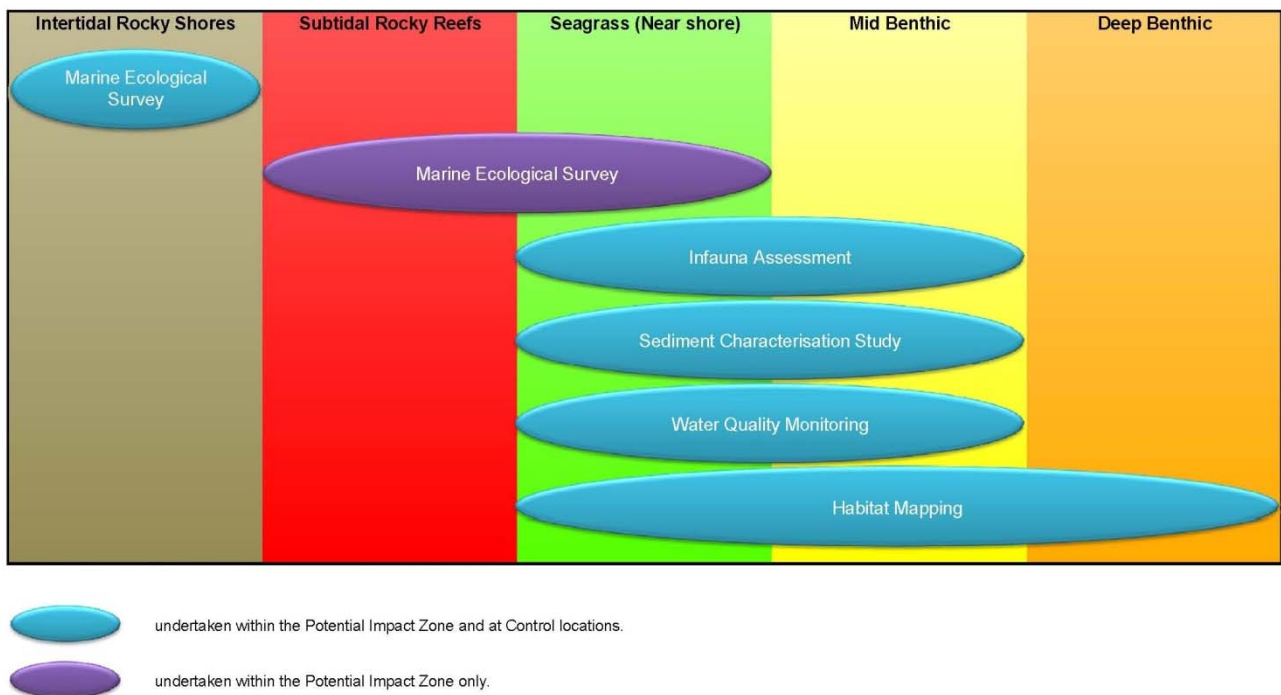 Intertidal Rocky Shores
Subtidal Rocky Reefs
Seagrass (Near shore)
Mid Benthic
Deep Benthic
Marine Ecological
Survey
Marine Ecological Survey
Infauna Assessment
Sediment Characterisation Study
Water Quality Monitoring
Habitat Mapping
undertaken within the Potential Impact Zone and at Control locations.
undertaken within the Potential Impact Zone only.